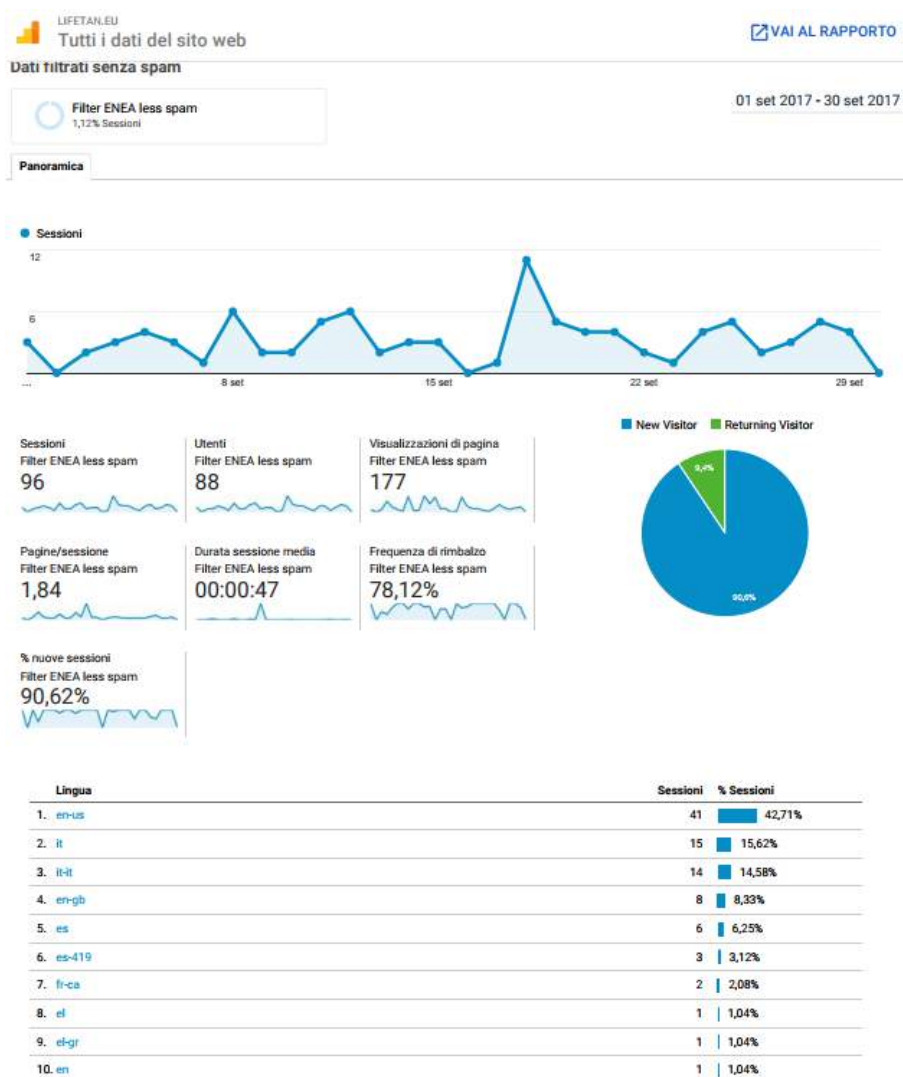 LIFETAN.EU
Tutti i dati del sito web
VAI AL RAPPORTO
Dati filtrati senza spam
Filter ENEA less spam
1,12% Sessioni
01 set 2017 - 30 set 2017
Panoramica
Sessioni
12
6
... 8 set 15 set 22 set 29 set
New Visitor Returning Visitor
9,4%
90,6%
Sessioni
Filter ENEA less spam
96
Utenti
Filter ENEA less spam
88
Visualizzazioni di pagina
Filter ENEA less spam
177
Pagine/sessione
Filter ENEA less spam
1,84
Durata sessione media
Filter ENEA less spam
00:00:47
Frequenza di rimbalzo
Filter ENEA less spam
78,12%
% nuove sessioni
Filter ENEA less spam
90,62%
Lingua Sessioni % Sessioni
1. en-us 41 42,71%
2. it 15 15,62%
3. it-it 14 14,58%
4. en-gb 8 8,33%
5. es 6 6,25%
6. es-419 3 3,12%
7. fr-ca 2 2,08%
8. el 1 1,04%
9. el-gr 1 1,04%
10. en 1 1,04%